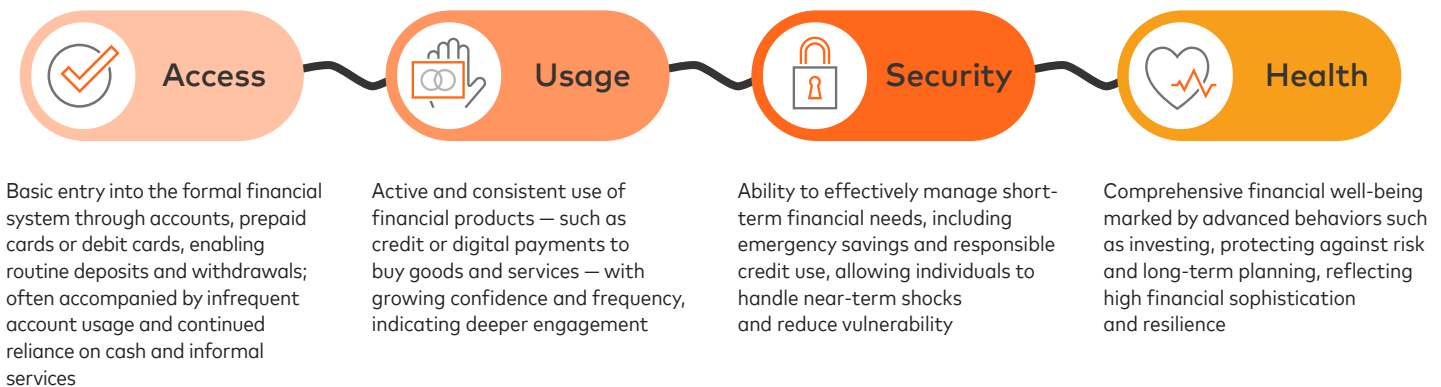 Access
Usage
Security
Health
Basic entry into the formal financial
system through accounts, prepaid
cards or debit cards, enabling
routine deposits and withdrawals;
often accompanied by infrequent
account usage and continued
reliance on cash and informal
services
Active and consistent use of
financial products — such as
credit or digital payments to
buy goods and services — with
growing confidence and frequency,
indicating deeper engagement
Ability to effectively manage short-
term financial needs, including
emergency savings and responsible
credit use, allowing individuals to
handle near-term shocks
and reduce vulnerability
Comprehensive financial well-being
marked by advanced behaviors such
as investing, protecting against risk
and long-term planning, reflecting
high financial sophistication
and resilience